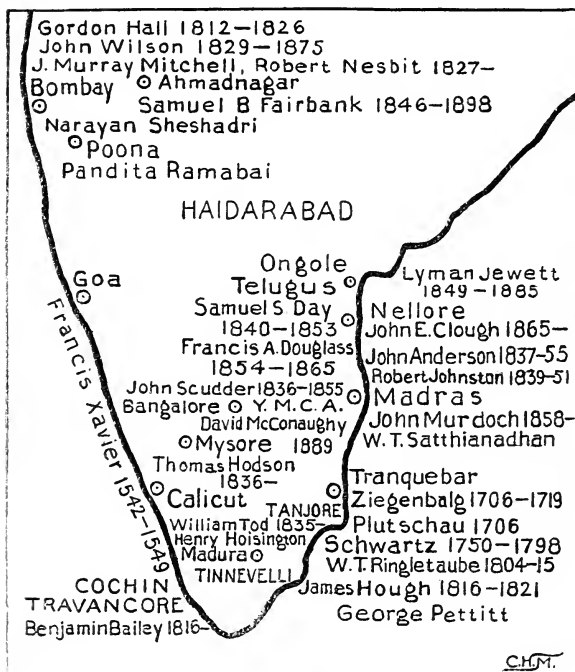 Gordon Hall 1812–1826
John Wilson 1829–1875
J. Murray Mitchell, Robert Nesbit 1827–
Bombay
Ahmadnagar
Samuel B Fairbank 1846–1898
Narayan Sheshadri
Poona
Pandita Ramabai
HAIDARABAD
Goa
Francis Xavier 1542–1549
Ongole
Telugus
Lyman Jewett
1849–1885
Samuel S. Day
1840–1853
Nellore
John E. Clough 1865–
Francis A. Douglass
1854–1865
John Anderson 1837-55
Robert Johnston 1839-51
John Scudder 1836–1855
Madras
Bangalore Y. M. C. A.
David McConaughy
1889
John Murdoch 1858–
W. T. Satthianadhan
Mysore
Thomas Hodson
1836–
Calicut
Tranquebar
Ziegenbalg 1706–1719
TANJORE
Plutschau 1706
William Tod 1835–
Henry Hoisington
Schwartz 1750–1798
Madura
W. T. Ringletaube 1804–15
TINNEVELLI
James Hough 1816–1821
George Pettitt
COCHIN
TRAVANCORE
Benjamin Bailey 1816–
C.H.M.